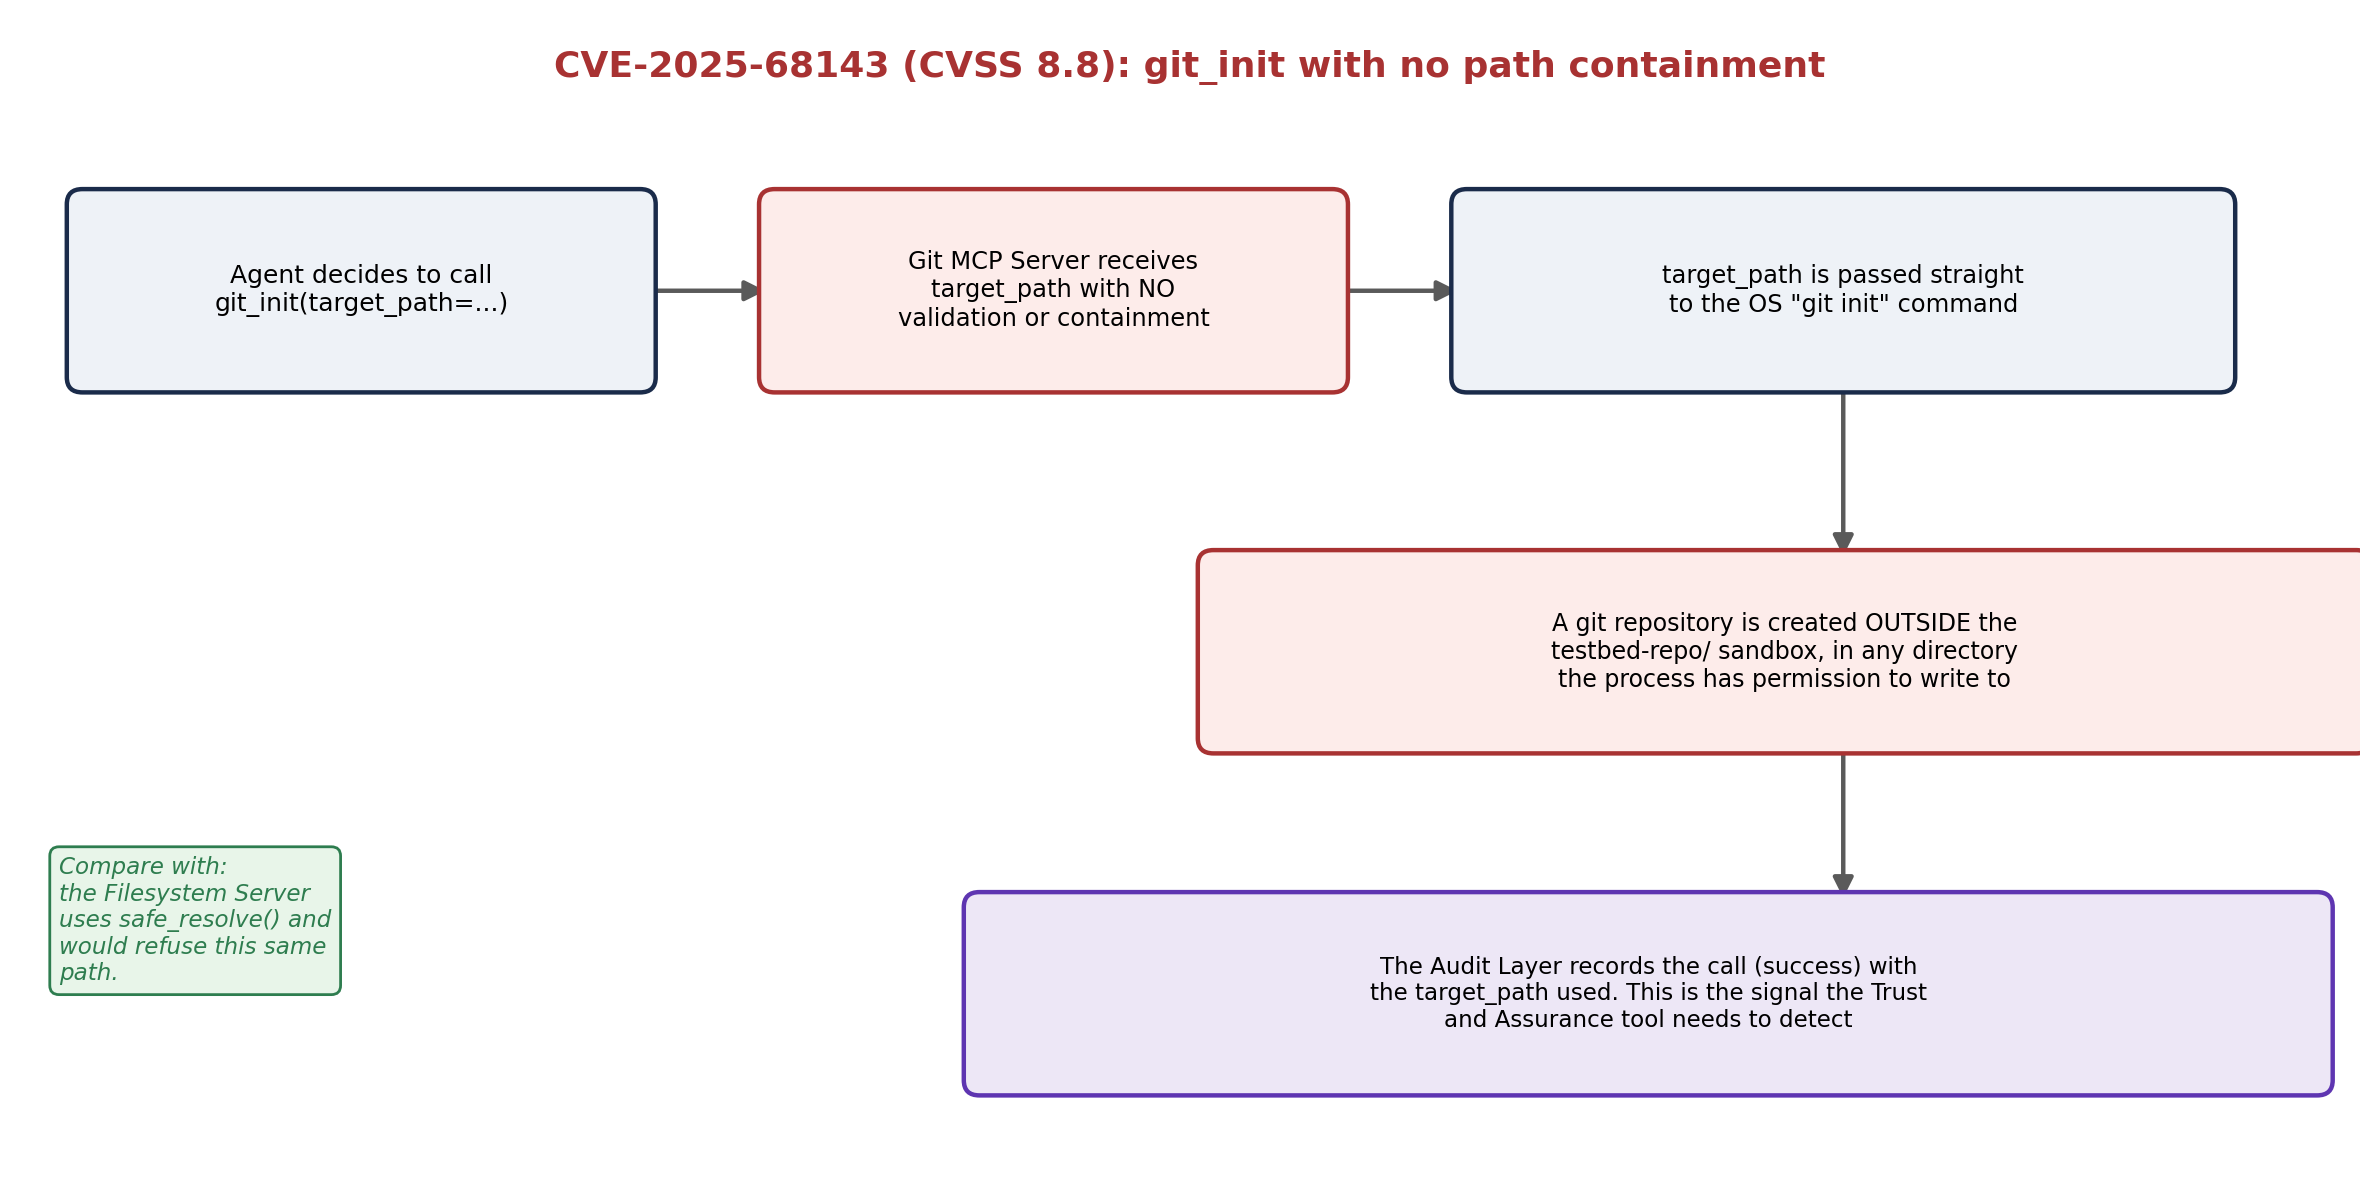 CVE-2025-68143 (CVSS 8.8): git_init with no path containment
Agent decides to call
git_init(target_path=...)
Git MCP Server receives
target_path with NO
validation or containment
target_path is passed straight
to the OS "git init" command
A git repository is created OUTSIDE the
testbed-repo/ sandbox, in any directory
the process has permission to write to
Compare with:
the Filesystem Server
uses safe_resolve() and
would refuse this same
path.
The Audit Layer records the call (success) with
the target_path used. This is the signal the Trust
and Assurance tool needs to detect